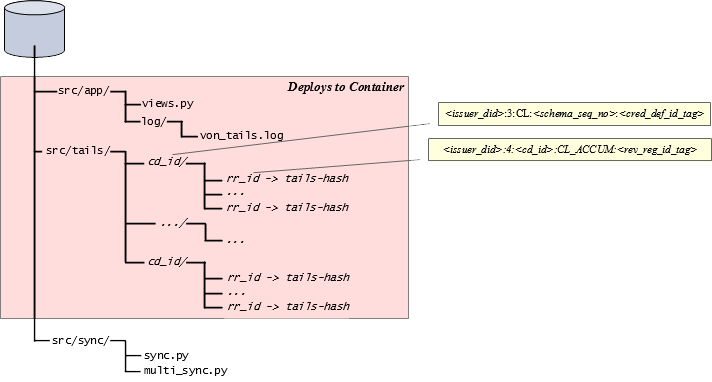 Deploys to Container
src/app/
views.py
log/
von_tails.log
<issuer_did>:3:CL:<schema_seq_no>:<cred_def_id_tag>
src/tails/
<issuer_did>:4:<cd_id>:CL_ACCUM:<rev_reg_id_tag>
cd_id/
rr_id -> tails-hash
...
rr_id -> tails-hash
.../
...
cd_id/
rr_id -> tails-hash
...
rr_id -> tails-hash
src/sync/
sync.py
multi_sync.py